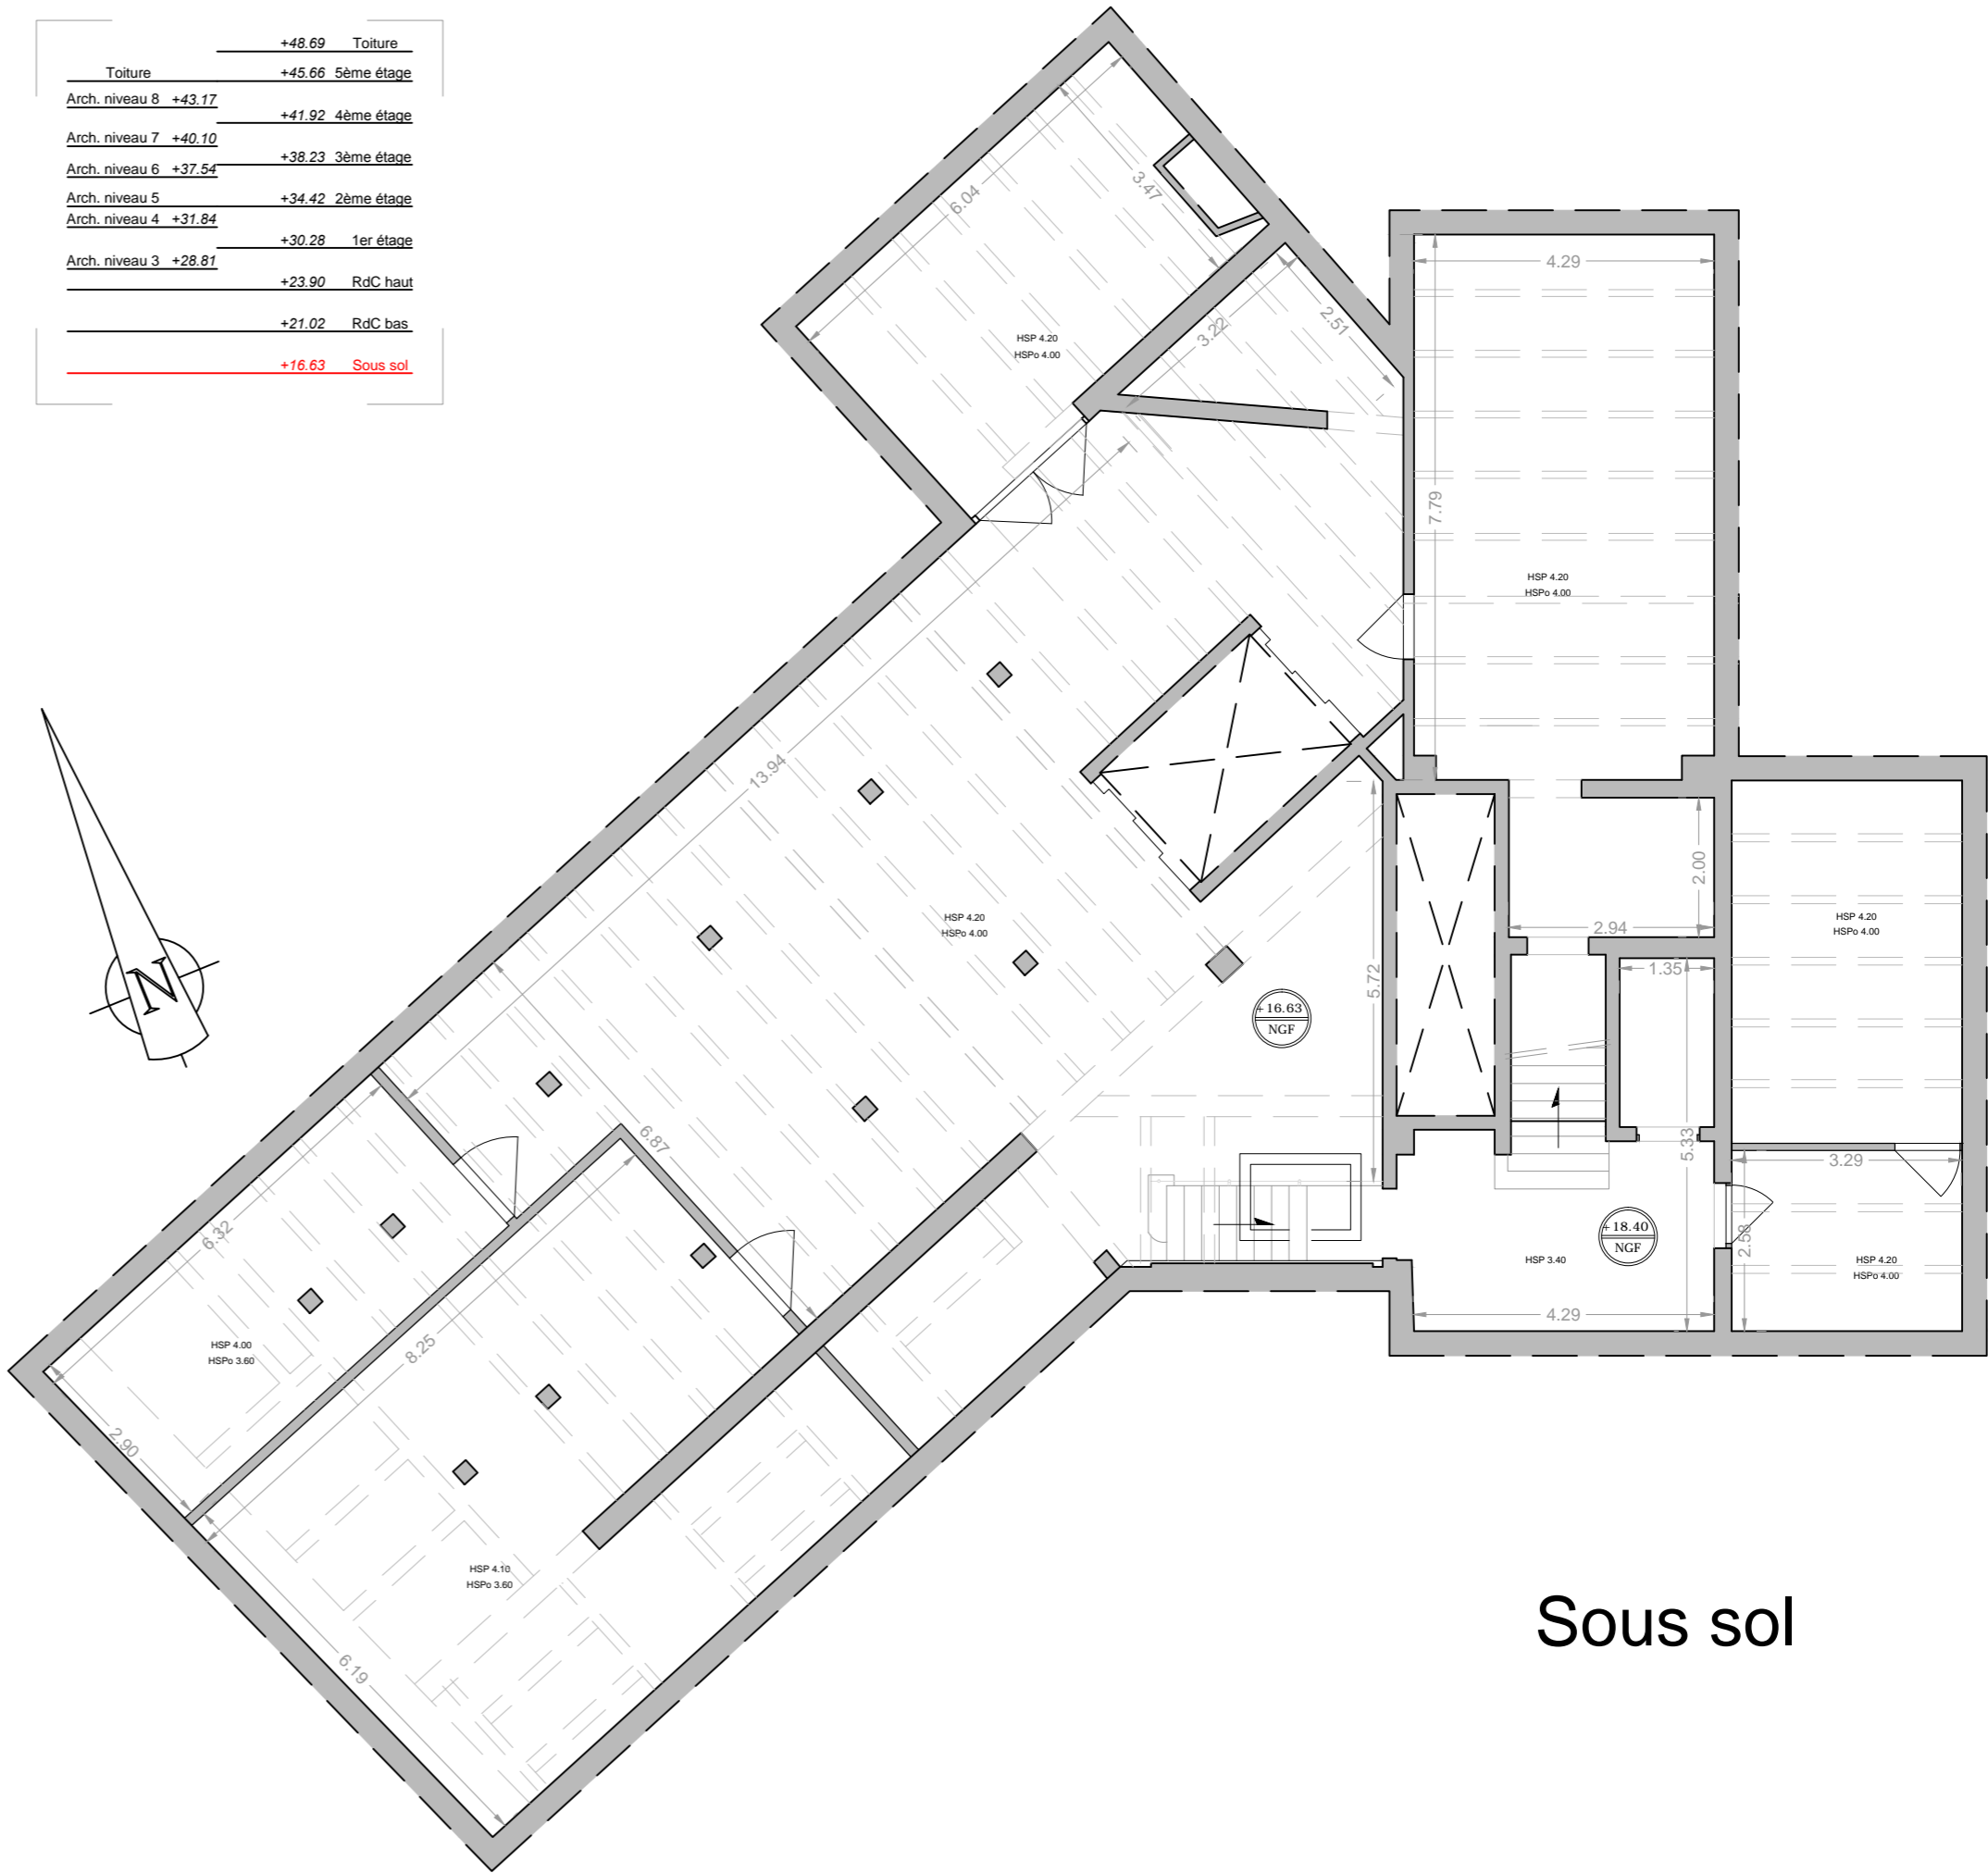 +48.69 Toiture
Toiture +45.66 5ème étage
Arch. niveau 8 +43.17
+41.92 4ème étage
Arch. niveau 7 +40.10
+38.23 3ème étage
Arch. niveau 6 +37.54
Arch. niveau 5 +34.42 2ème étage
Arch. niveau 4 +31.84
+30.28 1er étage
Arch. niveau 3 +28.81
+23.90 RdC haut
+21.02 RdC bas
+16.63 Sous sol
6.04
3.47
HSP 4.20
HSPo 4.00
3.22
2.51
4.29
7.79
HSP 4.20
HSPo 4.00
13.94
HSP 4.20
HSPo 4.00
5.72
+16.63
NGF
2.00
2.94
1.35
5.33
HSP 4.20
HSPo 4.00
3.29
2.58
HSP 4.20
HSPo 4.00
+18.40
NGF
HSP 3.40
4.29
N
6.87
6.32
8.25
HSP 4.00
HSPo 3.60
2.90
HSP 4.10
HSPo 3.60
6.19
Sous sol